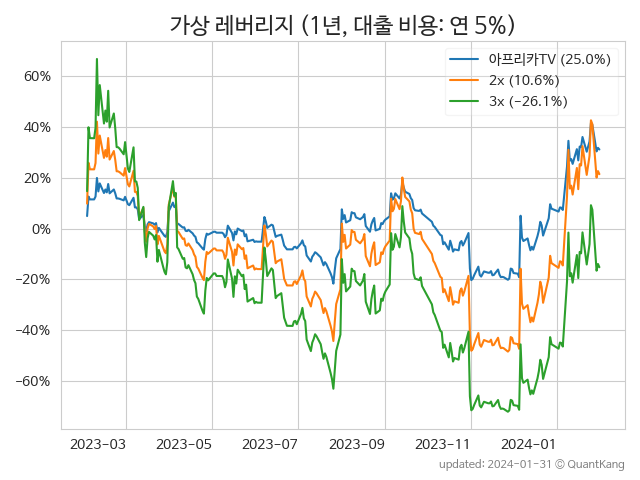 가상 레버리지 (1년, 대출 비용: 연 5%)
아프리카TV (25.0%)
2x (10.6%)
3x (−26.1%)
60%
40%
20%
0%
−20%
−40%
−60%
2023-03
2023-05
2023-07
2023-09
2023-11
2024-01
updated: 2024-01-31 © QuantKang